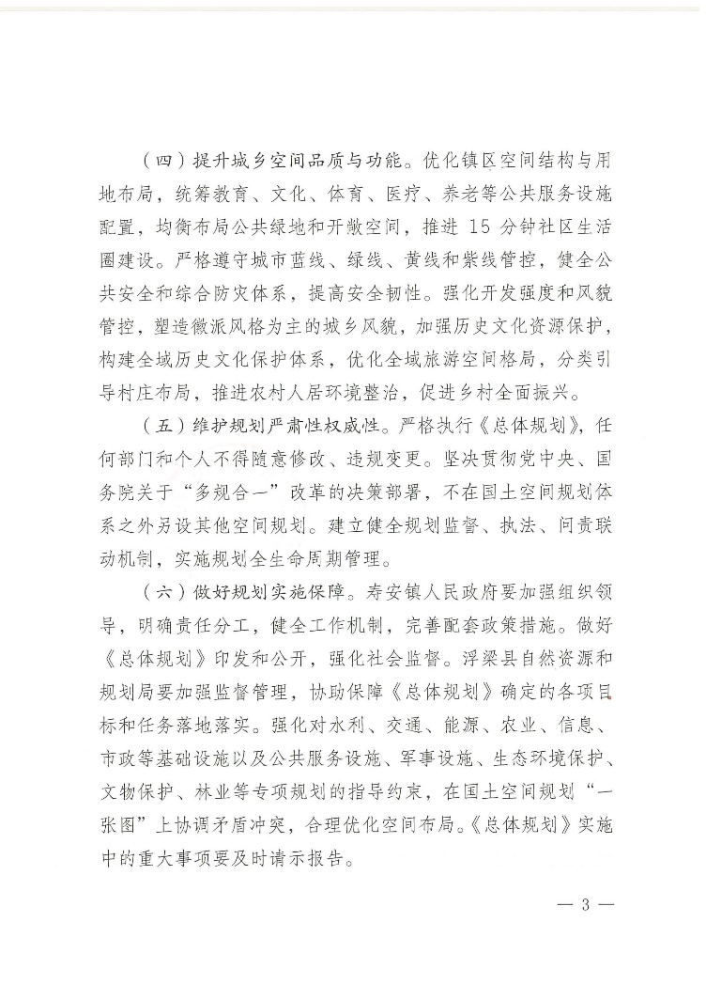 （四）提升城乡空间品质与功能。优化镇区空间结构与用
地布局，统筹教育、文化、体育、医疗、养老等公共服务设施
配置，均衡布局公共绿地和开敞空间，推进 15 分钟社区生活
圈建设。严格遵守城市蓝线、绿线、黄线和紫线管控，健全公
共安全和综合防灾体系，提高安全韧性。强化开发强度和风貌
管控，塑造徽派风格为主的城乡风貌，加强历史文化资源保护，
构建全域历史文化保护体系，优化全域旅游空间格局，分类引
导村庄布局，推进农村人居环境整治，促进乡村全面振兴。
（五）维护规划严肃性权威性。严格执行《总体规划》，任
何部门和个人不得随意修改、违规变更。坚决贯彻党中央、国
务院关于“多规合一”改革的决策部署，不在国土空间规划体
系之外另设其他空间规划。建立健全规划监督、执法、问责联
动机制，实施规划全生命周期管理。
（六）做好规划实施保障。寿安镇人民政府要加强组织领
导，明确责任分工，健全工作机制，完善配套政策措施。做好
《总体规划》印发和公开，强化社会监督。浮梁县自然资源和
规划局要加强监督管理，协助保障《总体规划》确定的各项目
标和任务落地落实。强化对水利、交通、能源、农业、信息、
市政等基础设施以及公共服务设施、军事设施、生态环境保护、
文物保护、林业等专项规划的指导约束，在国土空间规划“一
张图”上协调矛盾冲突，合理优化空间布局。《总体规划》实施
中的重大事项要及时请示报告。
— 3 —